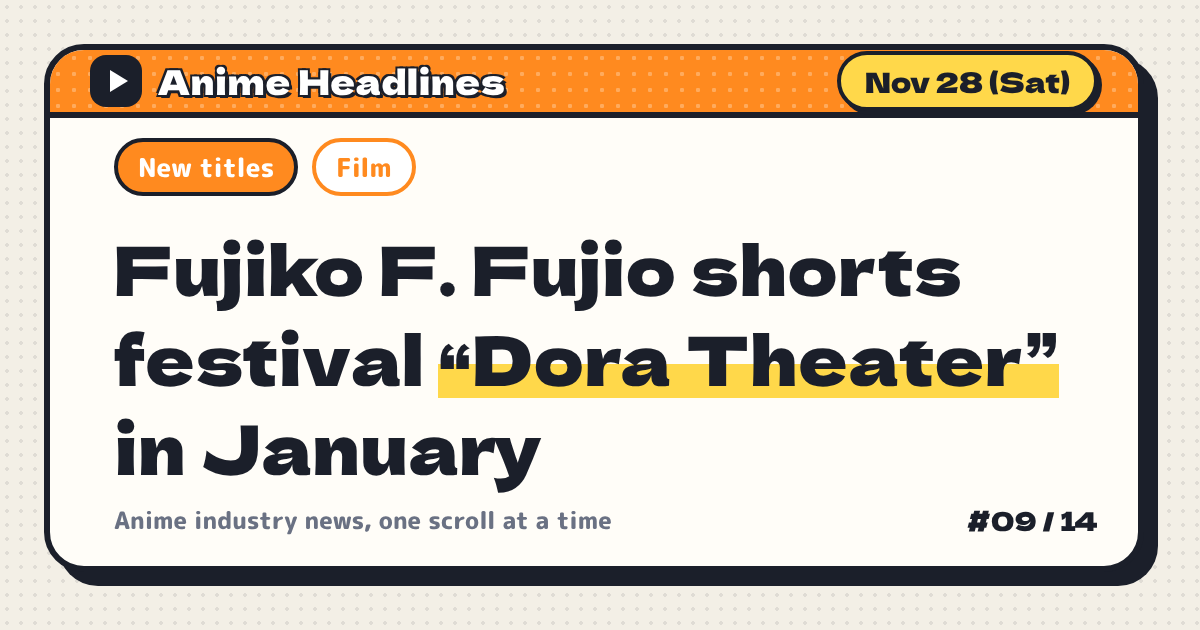 Anime Headlines
Nov 28 (Sat)
New titles
Film
Fujiko F. Fujio shorts
festival “Dora Theater”
in January
Anime industry news, one scroll at a time
#09 / 14